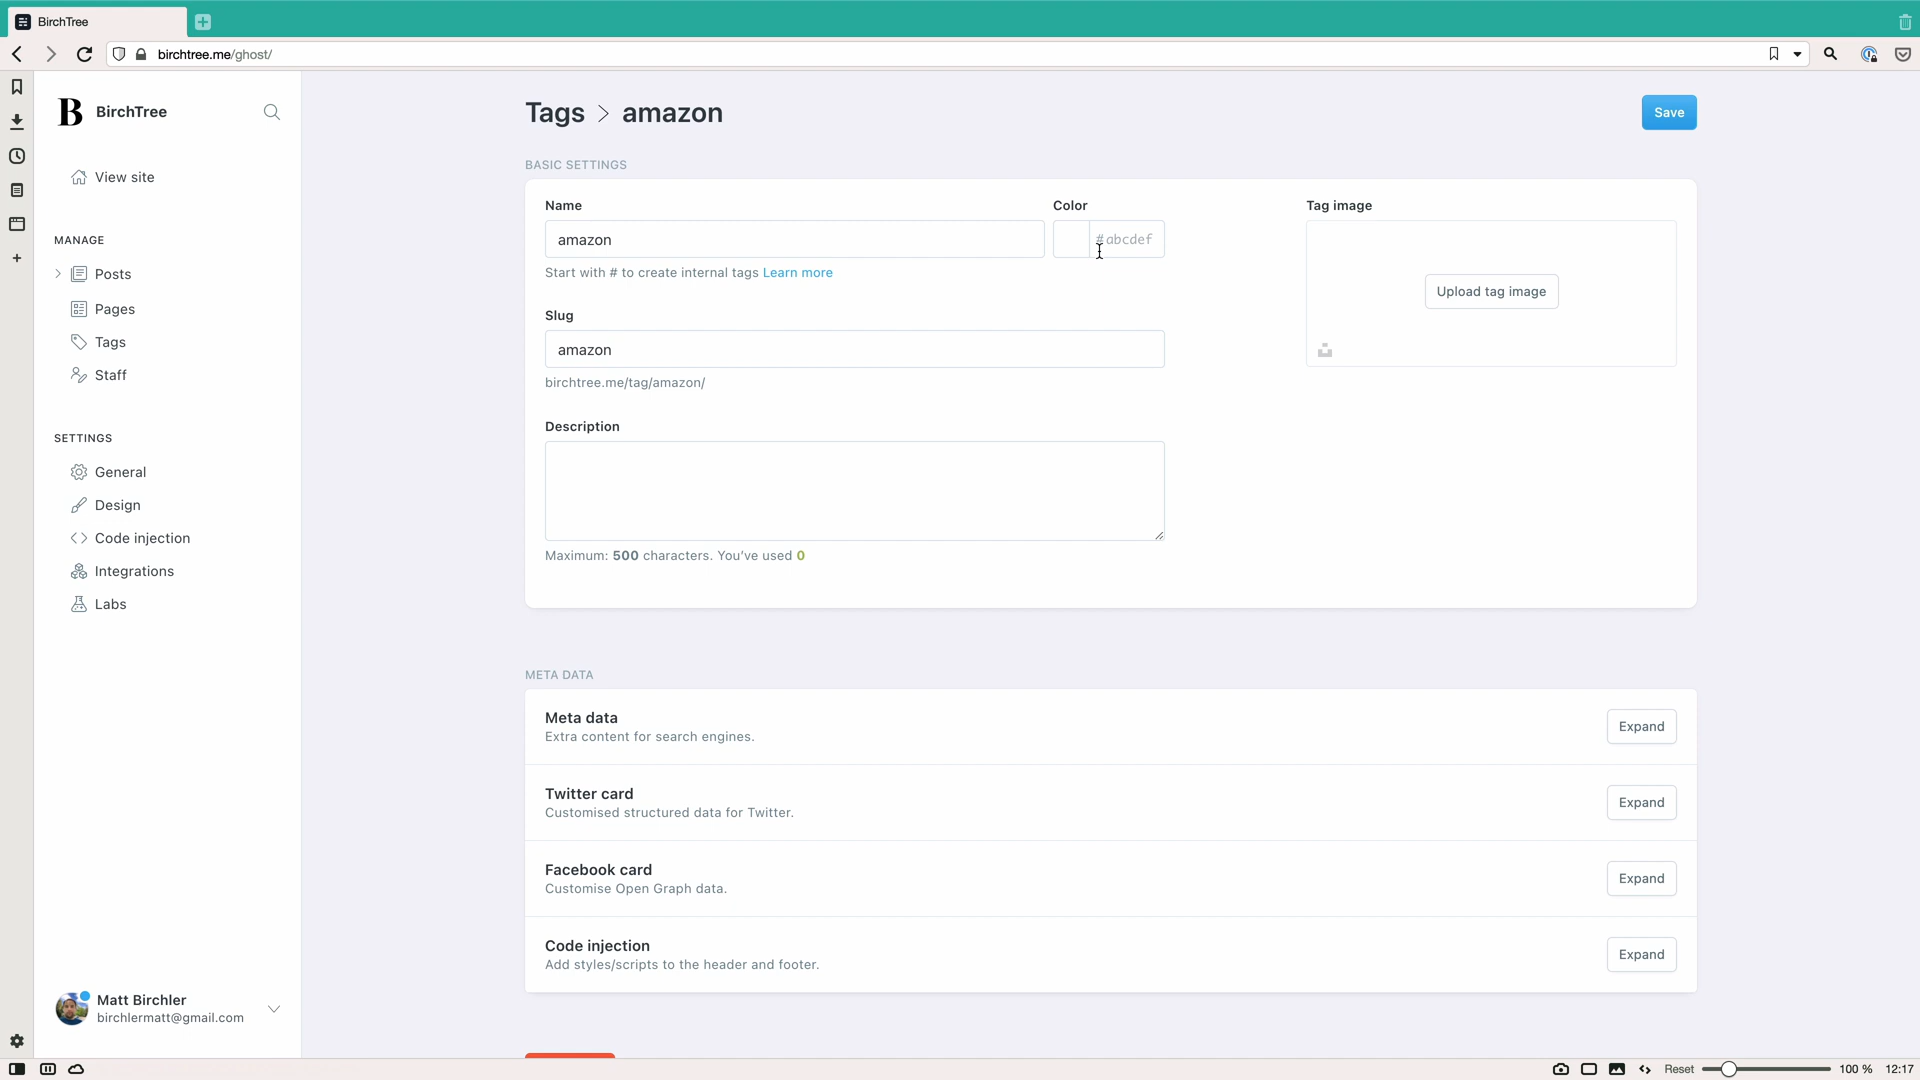 BirchTree
birchtree.me/ghost/
B BirchTree
View site
MANAGE
Posts
Pages
Tags
Staff
SETTINGS
General
Design
Code injection
Integrations
Labs
Matt Birchler
birchlermatt@gmail.com
Tags > amazon
Save
BASIC SETTINGS
Name
Color
Tag image
amazon
#abcdef
Start with # to create internal tags Learn more
Upload tag image
Slug
amazon
birchtree.me/tag/amazon/
Description
Maximum: 500 characters. You've used 0
META DATA
Meta data
Extra content for search engines.
Expand
Twitter card
Customised structured data for Twitter.
Expand
Facebook card
Customise Open Graph data.
Expand
Code injection
Add styles/scripts to the header and footer.
Expand
Reset
100 %
12:17